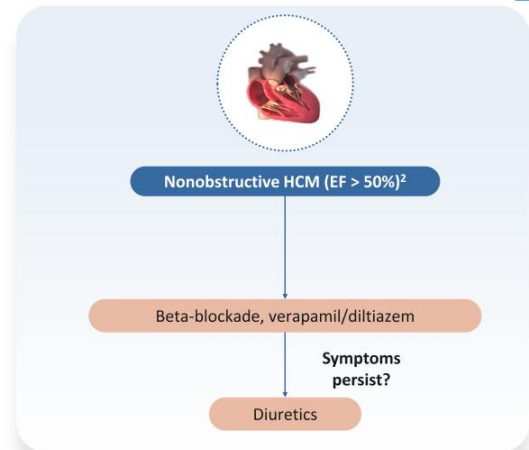 Nonobstructive HCM (EF > 50%)²
Beta-blockade, verapamil/diltiazem
Symptoms
persist?
Diuretics